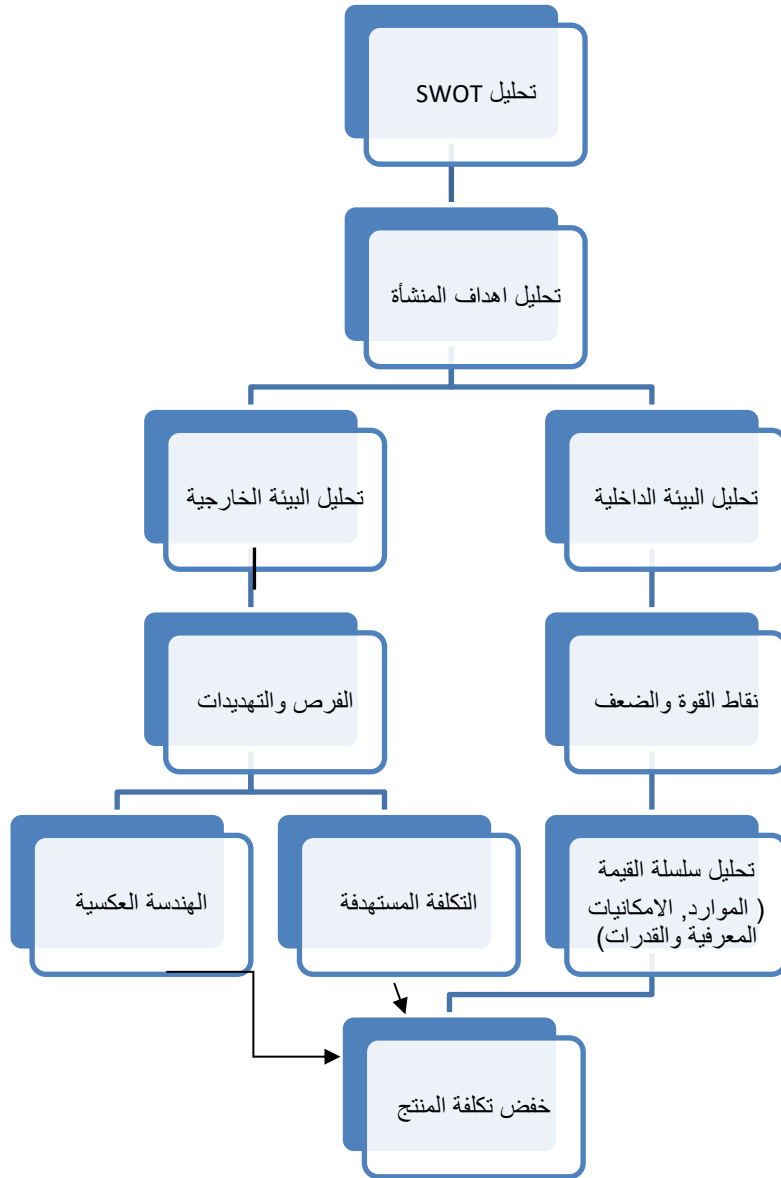 تحليل SWOT
تحليل اهداف المنشأة
تحليل البيئة الداخلية
تحليل البيئة الخارجية
نقاط القوة والضعف
الفرص والتهديدات
تحليل سلسلة القيمة
( الموارد, الامكانيات
المعرفية والقدرات)
التكلفة المستهدفة
الهندسة العكسية
خفض تكلفة المنتج